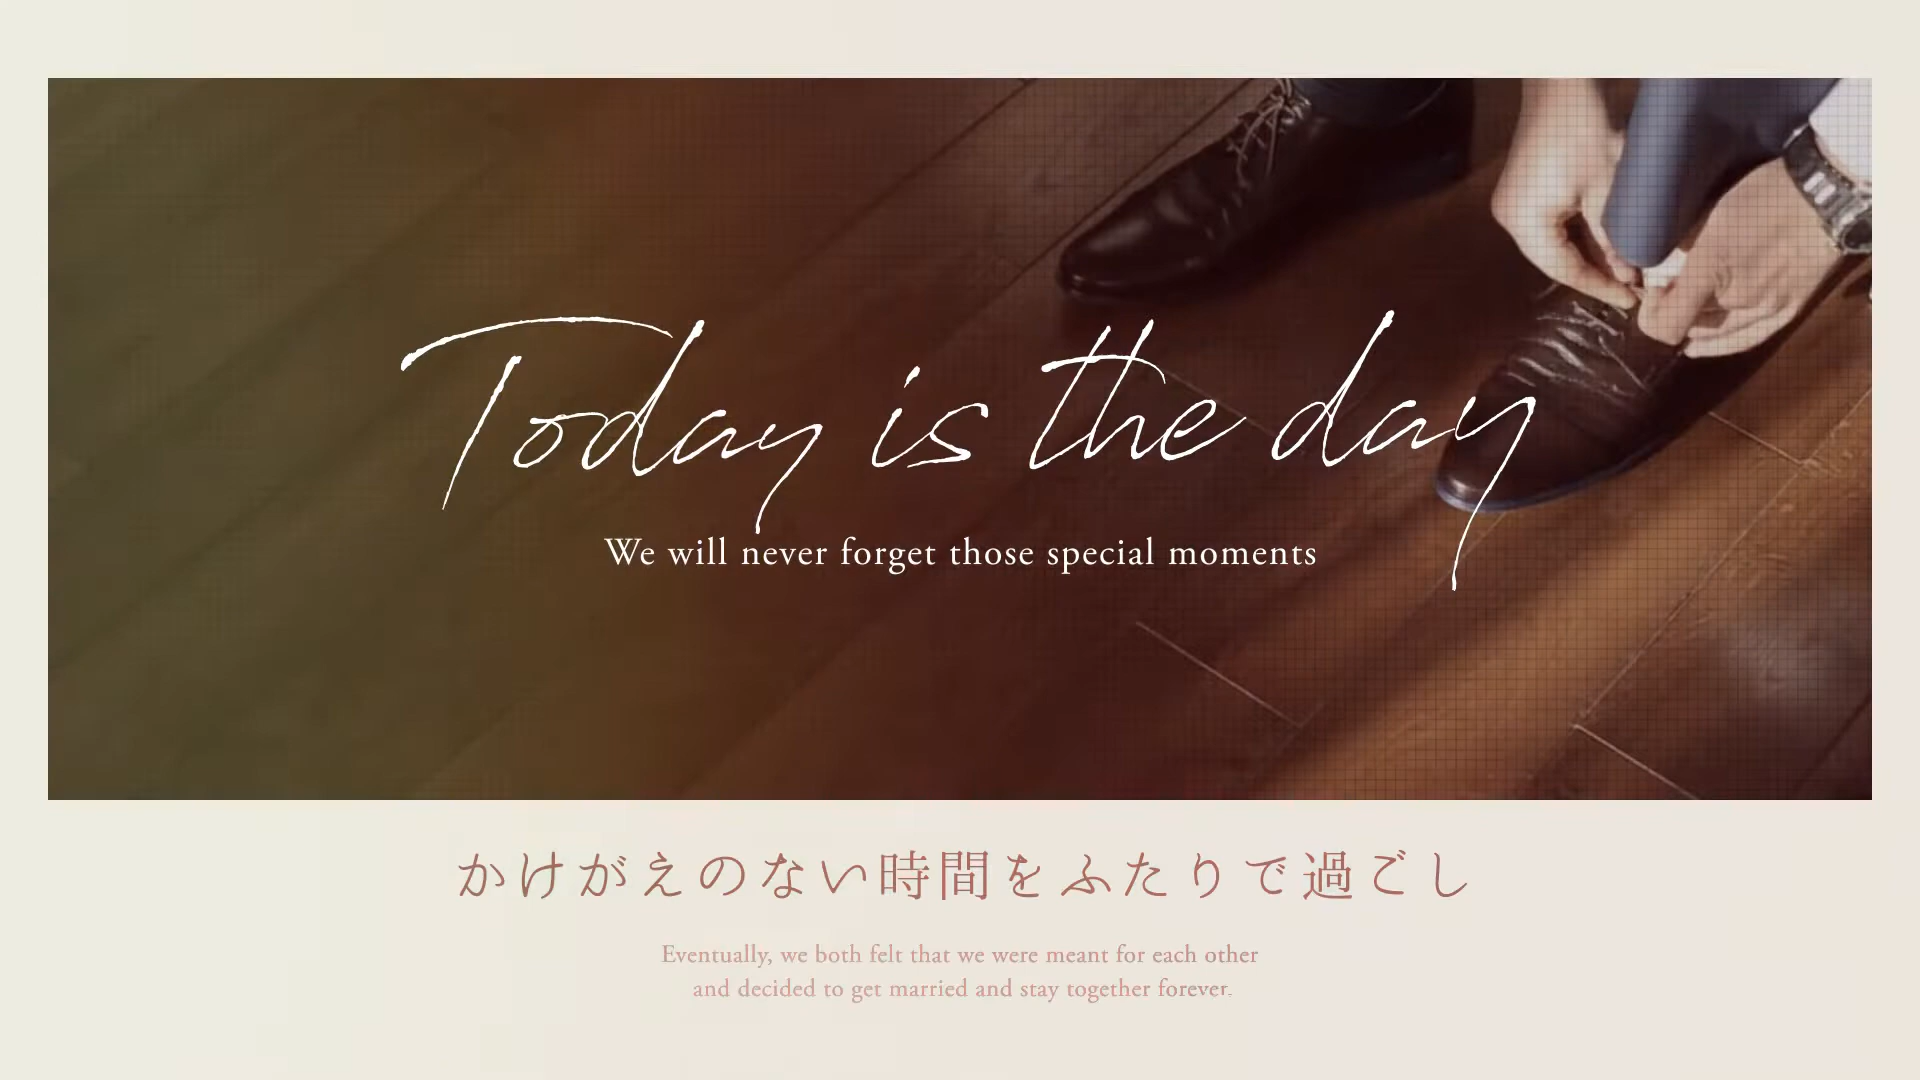 Today is the day
We will never forget those special moments
かけがえのない時間をふたりで過ごし
Eventually, we both felt that we were meant for each other
and decided to get married and stay together forever.